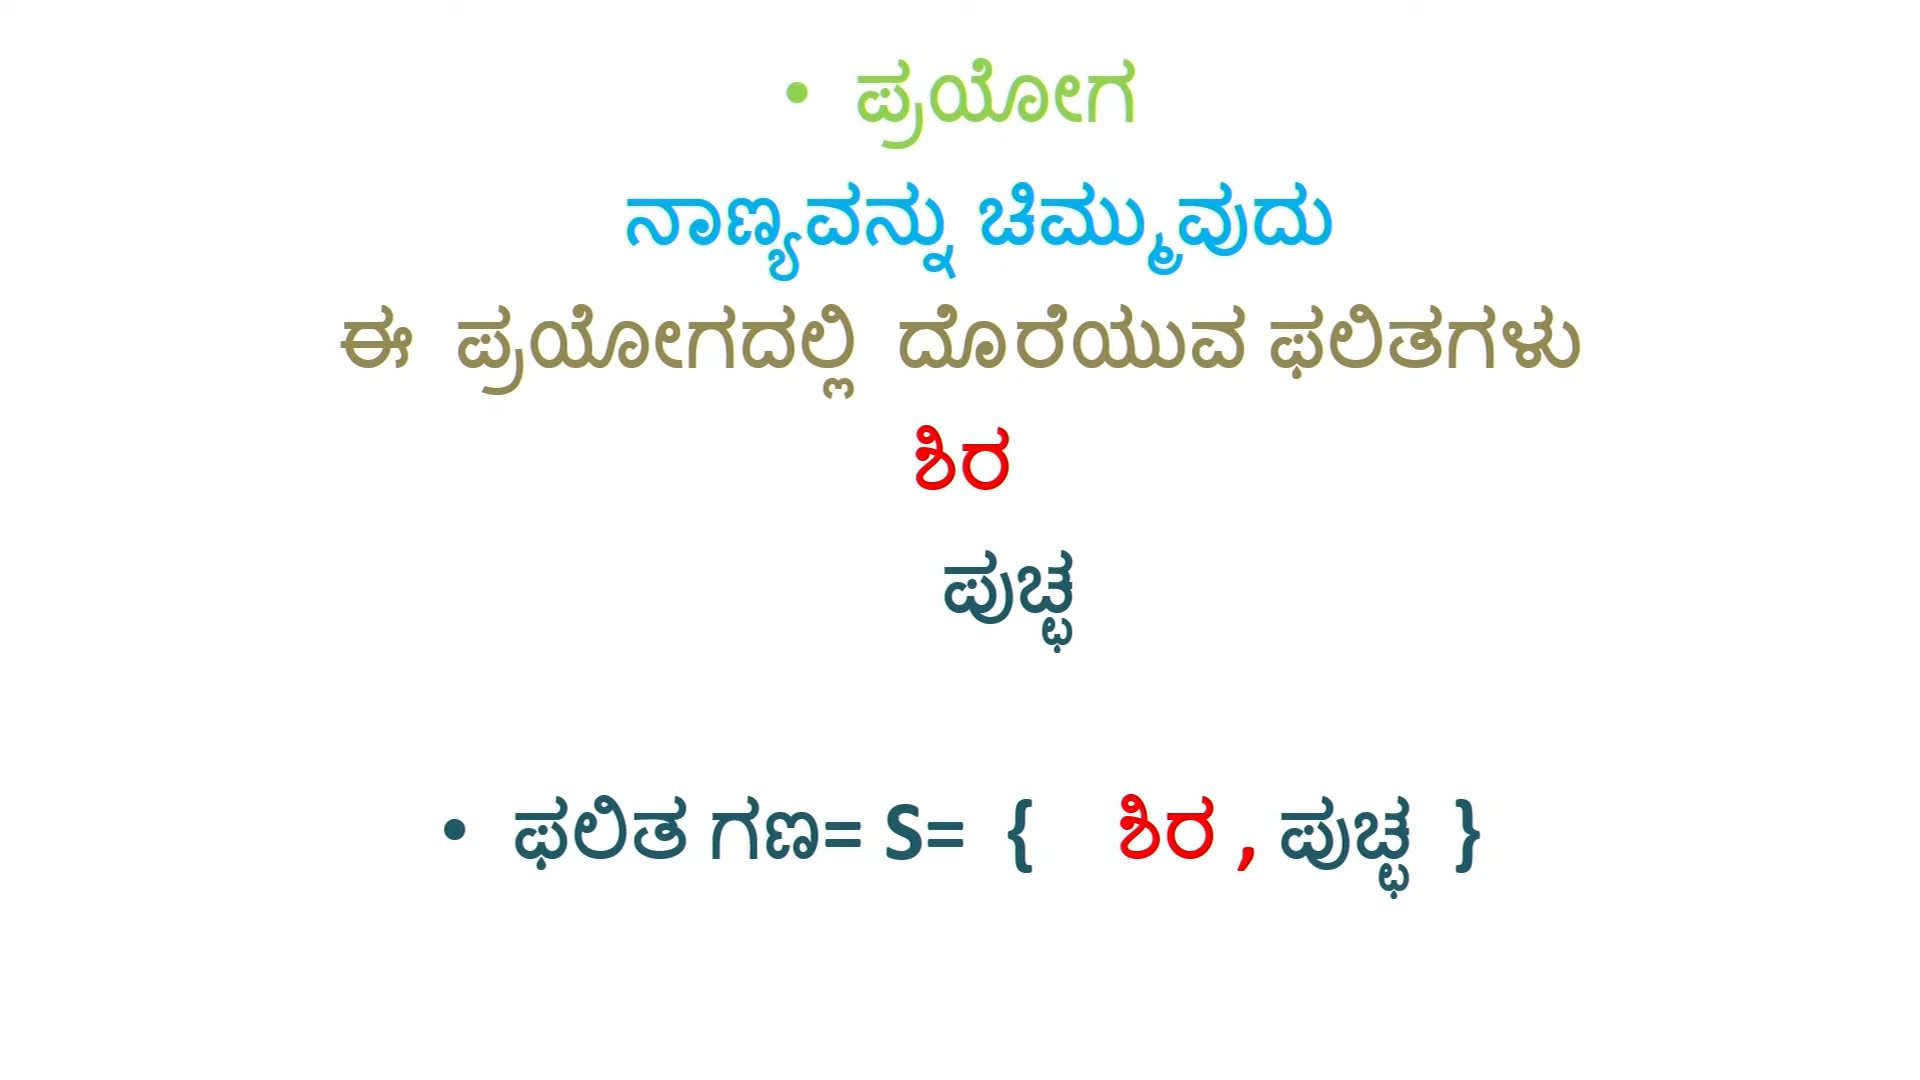 • ಪ್ರಯೋಗ
ನಾಣ್ಯವನ್ನು ಚಿಮ್ಮುವುದು
ಈ ಪ್ರಯೋಗದಲ್ಲಿ ದೊರೆಯುವ ಫಲಿತಗಳು
ಶಿರ
ಪುಚ್ಛ
• ಫಲಿತ ಗಣ= S= { ಶಿರ , ಪುಚ್ಛ }